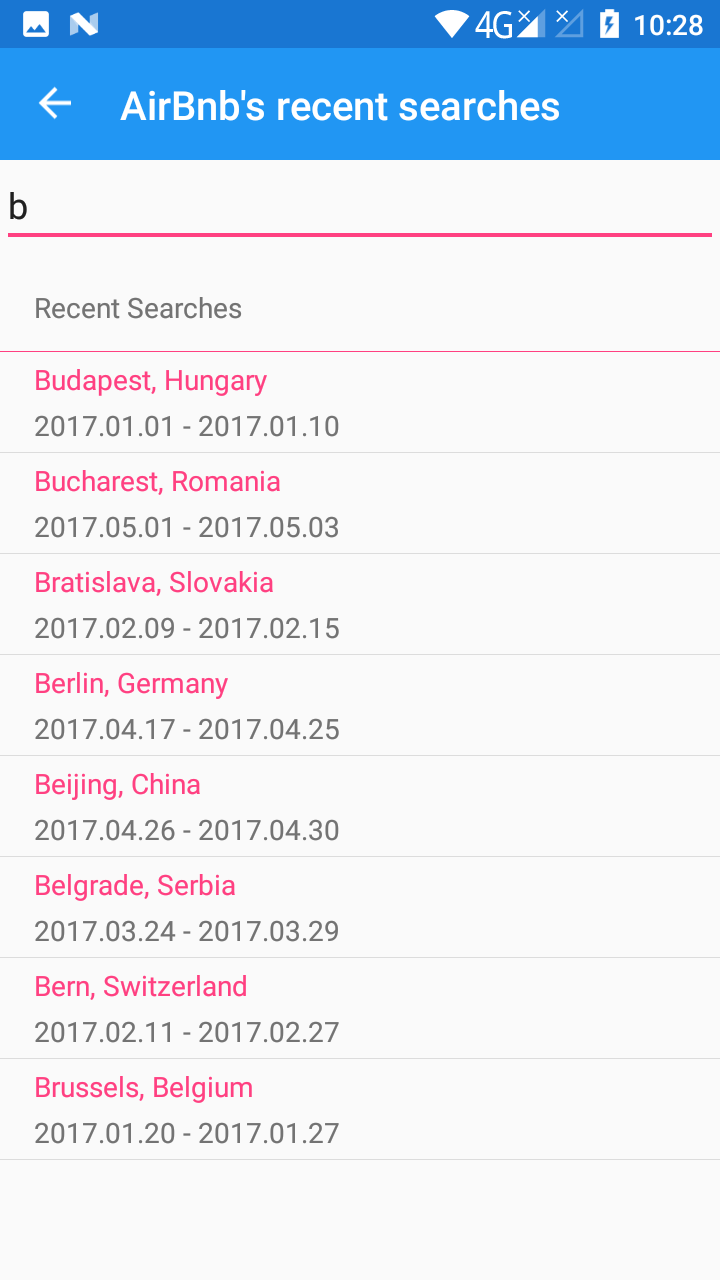 4G 10:28
AirBnb's recent searches
b
Recent Searches
Budapest, Hungary
2017.01.01 - 2017.01.10
Bucharest, Romania
2017.05.01 - 2017.05.03
Bratislava, Slovakia
2017.02.09 - 2017.02.15
Berlin, Germany
2017.04.17 - 2017.04.25
Beijing, China
2017.04.26 - 2017.04.30
Belgrade, Serbia
2017.03.24 - 2017.03.29
Bern, Switzerland
2017.02.11 - 2017.02.27
Brussels, Belgium
2017.01.20 - 2017.01.27